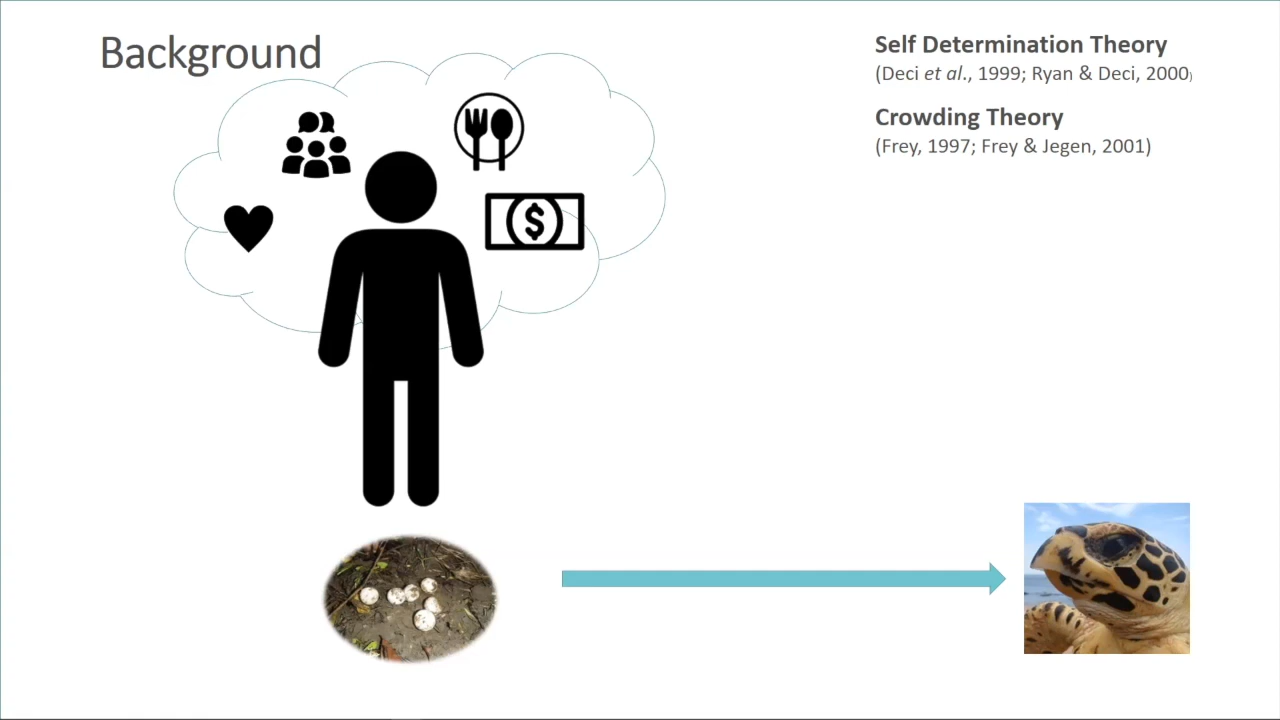 Background
Self Determination Theory
(Deci et al., 1999; Ryan & Deci, 2000)
Crowding Theory
(Frey, 1997; Frey & Jegen, 2001)
$